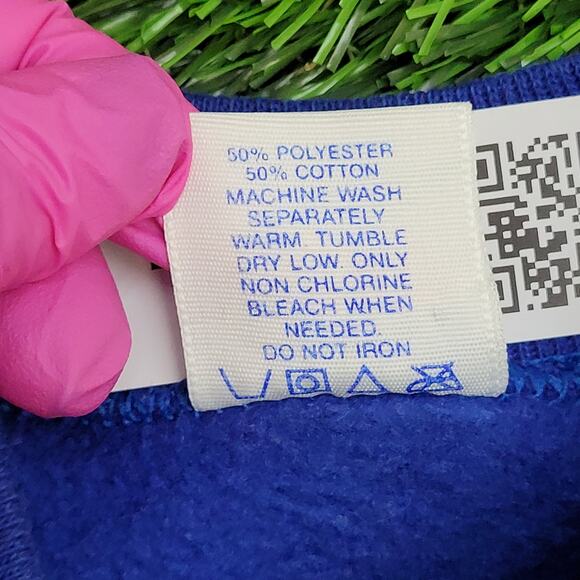 50% POLYESTER
50% COTTON
MACHINE WASH
SEPARATELY
WARM. TUMBLE
DRY LOW. ONLY
NON CHLORINE
BLEACH WHEN
NEEDED.
DO NOT IRON